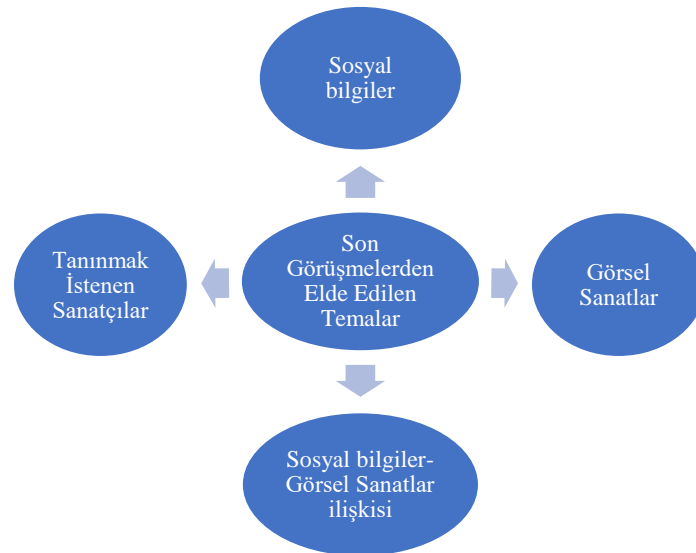 Sosyal
bilgiler
Tanınmak
İstenen
Sanatçılar
Son
Görüşmelerden
Elde Edilen
Temalar
Görsel
Sanatlar
Sosyal bilgiler-
Görsel Sanatlar
ilişkisi